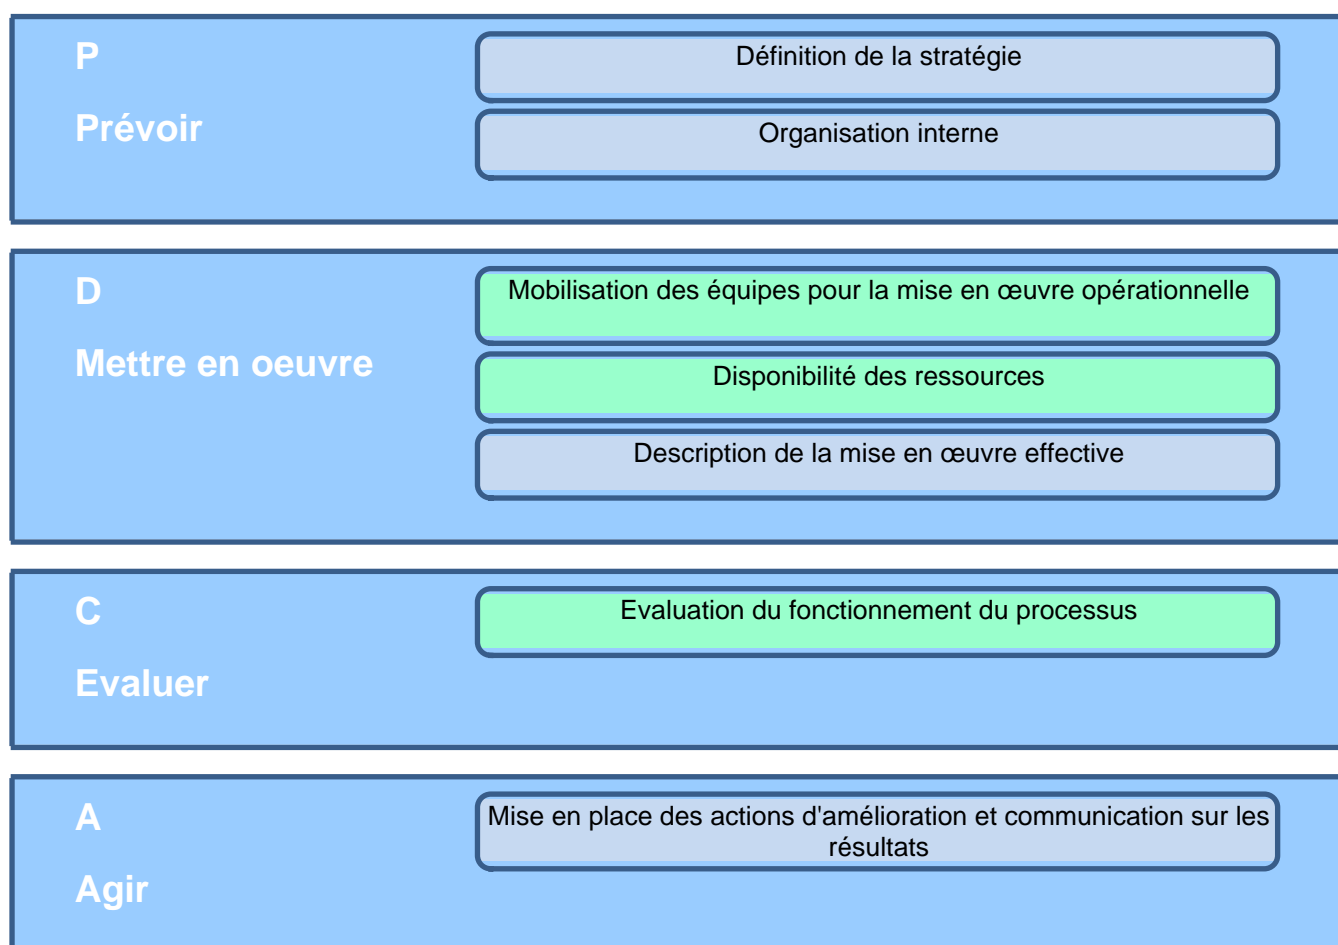 P
Prévoir
Définition de la stratégie
Organisation interne
D
Mettre en oeuvre
Mobilisation des équipes pour la mise en œuvre opérationnelle
Disponibilité des ressources
Description de la mise en œuvre effective
C
Evaluer
Evaluation du fonctionnement du processus
A
Agir
Mise en place des actions d'amélioration et communication sur les
résultats